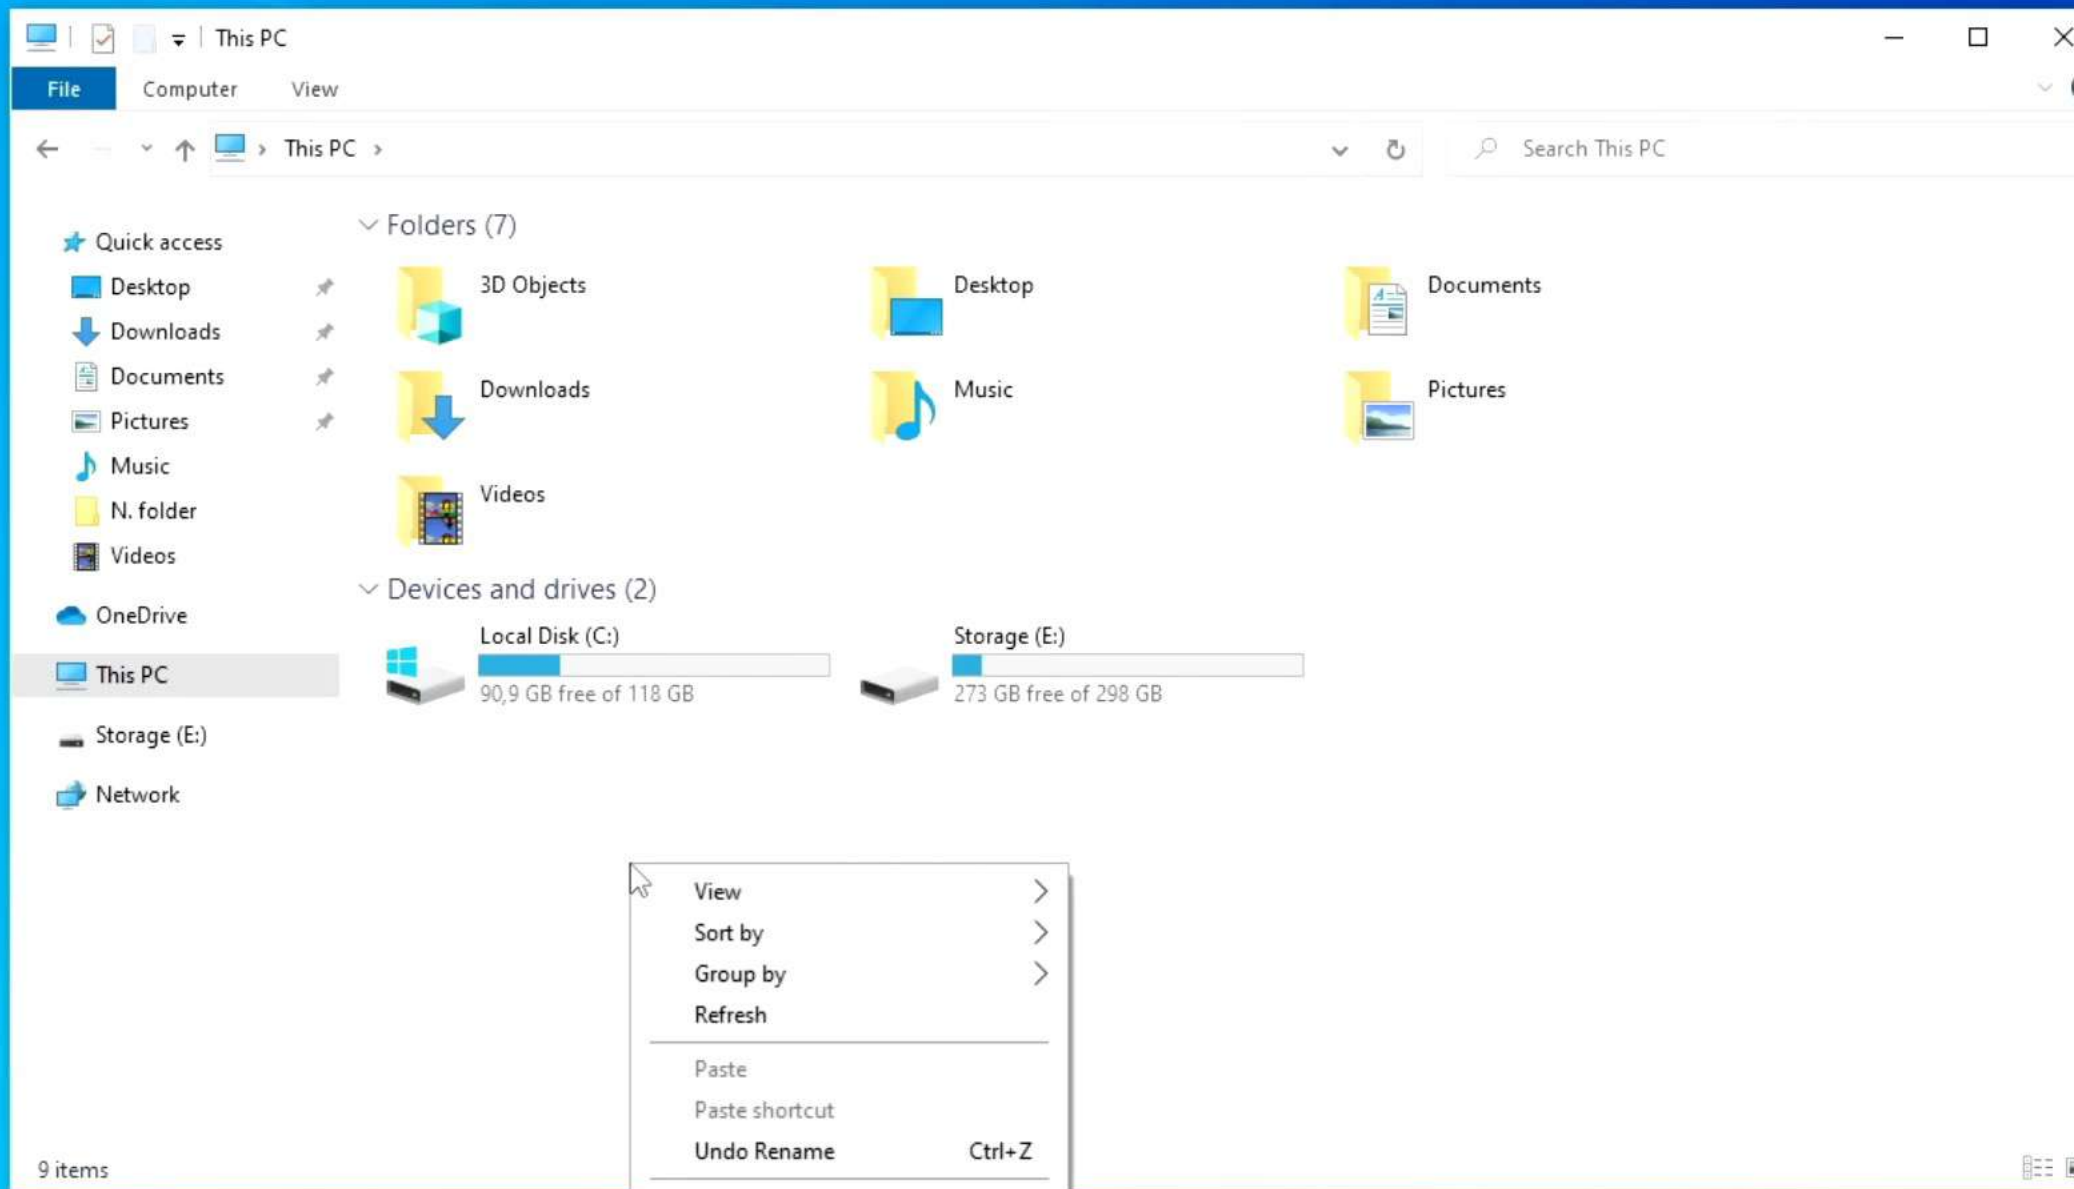 This PC
File Computer View
This PC
Search This PC
Quick access
Desktop
Downloads
Documents
Pictures
Music
N. folder
Videos
OneDrive
This PC
Storage (E:)
Network
Folders (7)
3D Objects
Desktop
Documents
Downloads
Music
Pictures
Videos
Devices and drives (2)
Local Disk (C:)
90,9 GB free of 118 GB
Storage (E:)
273 GB free of 298 GB
View
Sort by
Group by
Refresh
Paste
Paste shortcut
Undo Rename Ctrl+Z
9 items